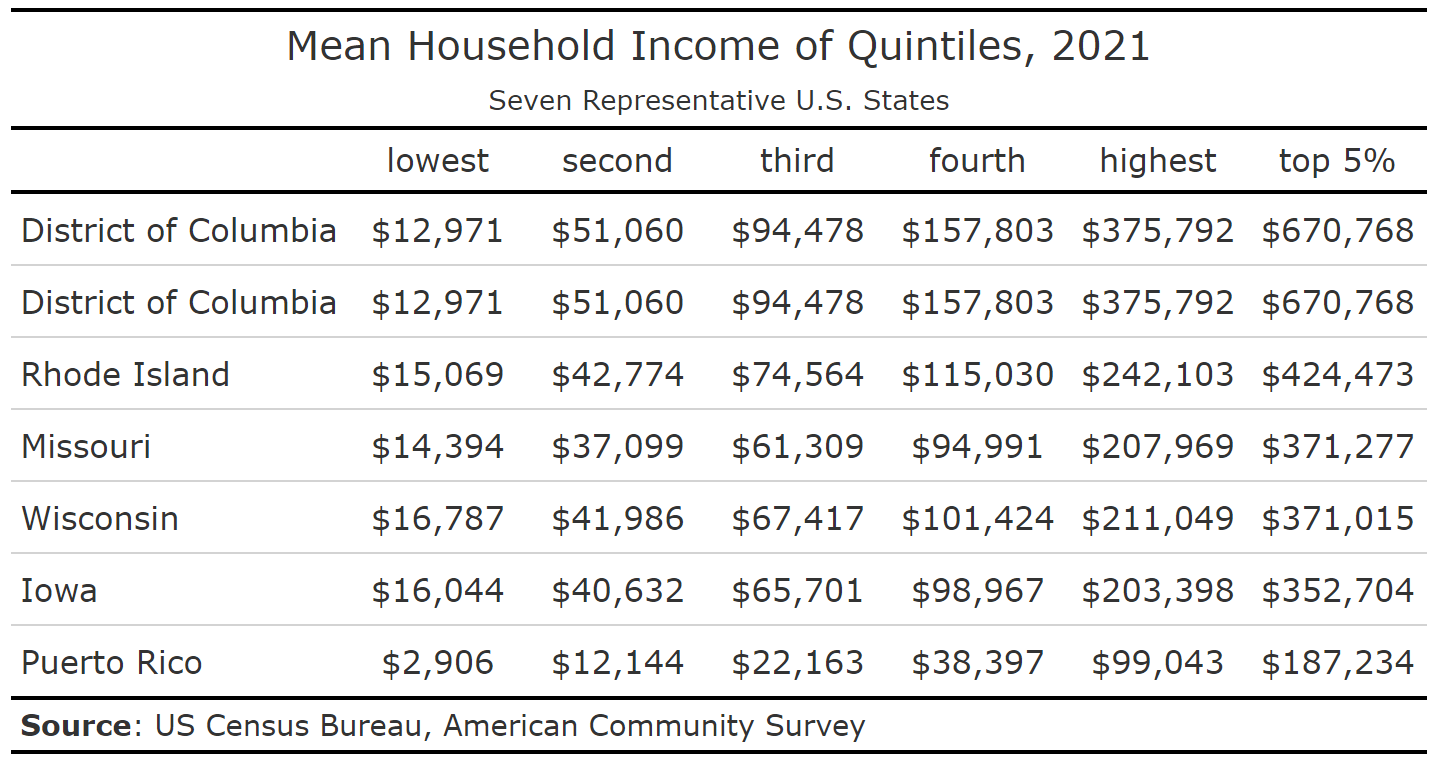 Mean Household Income of Quintiles, 2021
Seven Representative U.S. States
lowest second third fourth highest top 5%
District of Columbia $12,971 $51,060 $94,478 $157,803 $375,792 $670,768
District of Columbia $12,971 $51,060 $94,478 $157,803 $375,792 $670,768
Rhode Island $15,069 $42,774 $74,564 $115,030 $242,103 $424,473
Missouri $14,394 $37,099 $61,309 $94,991 $207,969 $371,277
Wisconsin $16,787 $41,986 $67,417 $101,424 $211,049 $371,015
Iowa $16,044 $40,632 $65,701 $98,967 $203,398 $352,704
Puerto Rico $2,906 $12,144 $22,163 $38,397 $99,043 $187,234
Source: US Census Bureau, American Community Survey